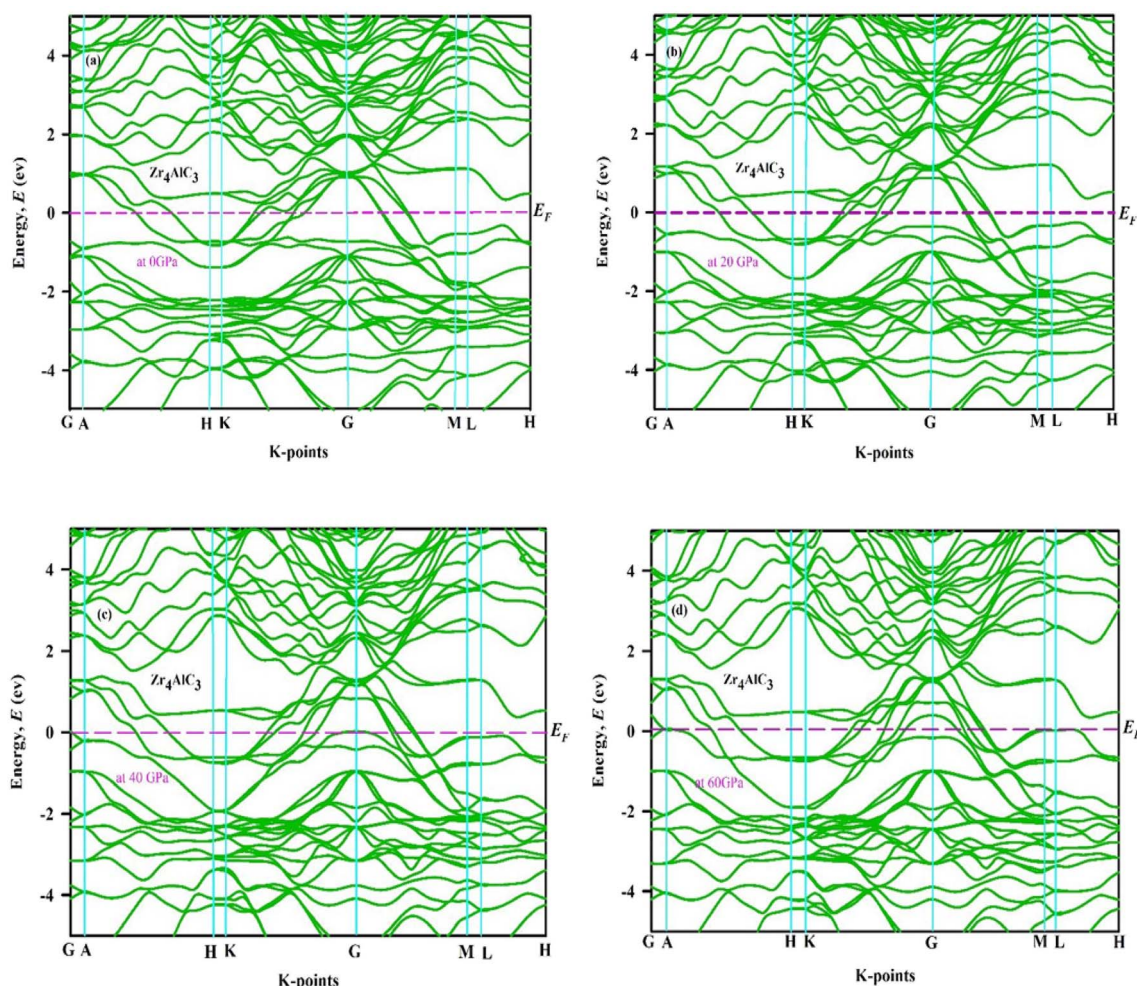 4
(a)
2
Zr4AlC3
Energy, E (ev)
0
EF
at 0GPa
-2
-4
G A H K G M L H
K-points
4
(b)
2
Zr4AlC3
Energy, E (ev)
0
EF
at 20 GPa
-2
-4
G A H K G M L H
K-points
4
(c)
2
Zr4AlC3
Energy, E (ev)
0
EF
at 40 GPa
-2
-4
G A H K G M L H
K-points
4
(d)
2
Zr4AlC3
Energy, E (ev)
0
E
at 60GPa
-2
-4
G A H K G M L H
K-points